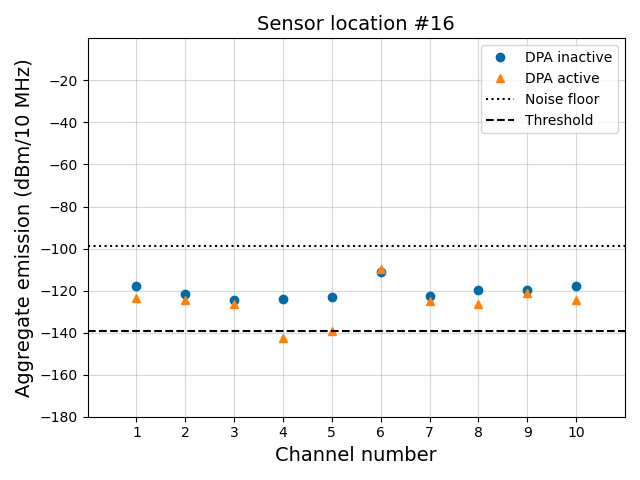 Sensor location #16
DPA inactive
DPA active
Noise floor
Threshold
Aggregate emission (dBm/10 MHz)
−20
−40
−60
−80
−100
−120
−140
−160
−180
1 2 3 4 5 6 7 8 9 10
Channel number